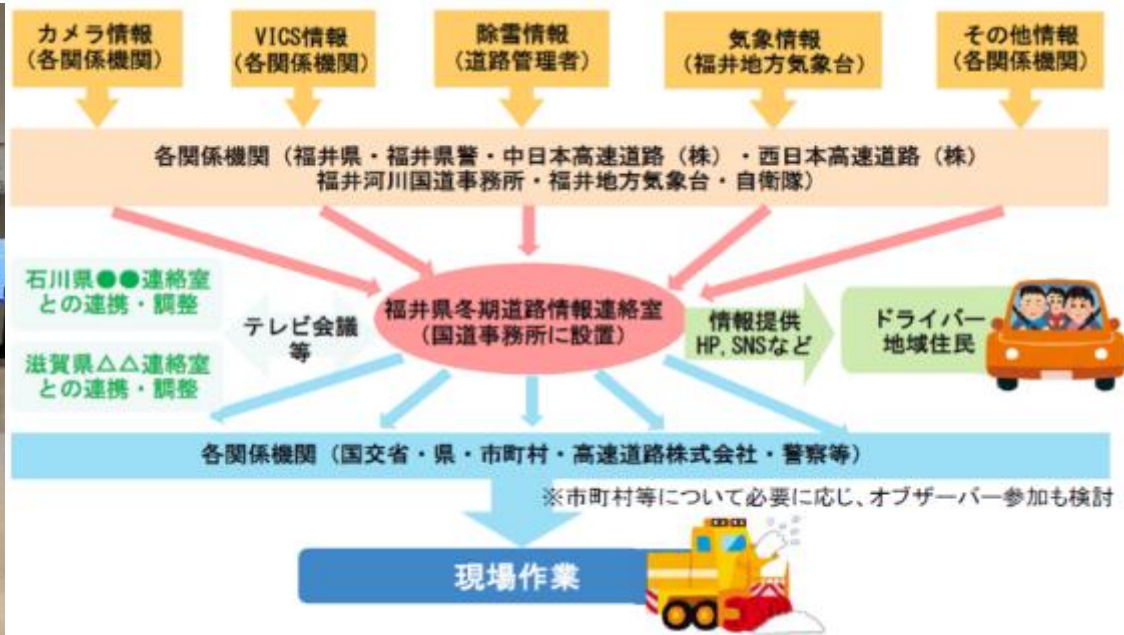 カメラ情報
(各関係機関)
VICS情報
(各関係機関)
除雪情報
(道路管理者)
気象情報
(福井地方気象台)
その他情報
(各関係機関)
各関係機関（福井県・福井県警・中日本高速道路（株）・西日本高速道路（株）
福井河川国道事務所・福井地方気象台・自衛隊）
石川県●●連絡室
との連携・調整
滋賀県△△連絡室
との連携・調整
テレビ会議
等
福井県冬期道路情報連絡室
(国道事務所に設置)
情報提供
HP,SNSなど
ドライバー
地域住民
各関係機関（国交省・県・市町村・高速道路株式会社・警察等）
※市町村等について必要に応じ、オブザーバー参加も検討
現場作業